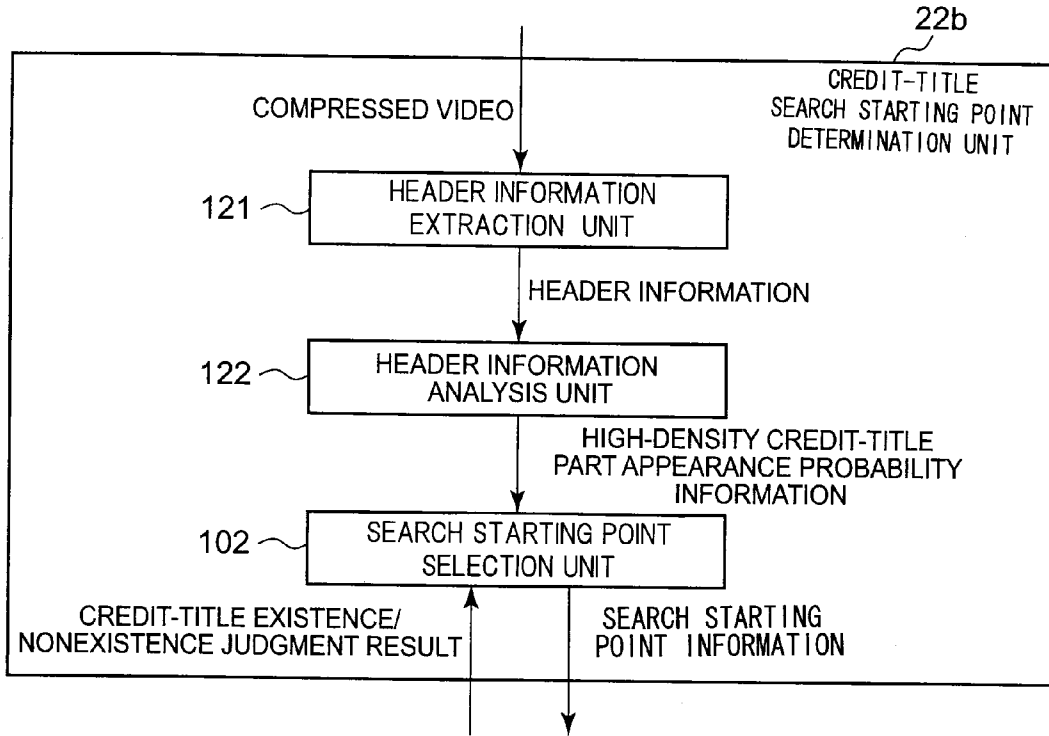 22b
CREDIT-TITLE
SEARCH STARTING POINT
DETERMINATION UNIT
COMPRESSED VIDEO
121
HEADER INFORMATION
EXTRACTION UNIT
HEADER INFORMATION
122
HEADER INFORMATION
ANALYSIS UNIT
HIGH-DENSITY CREDIT-TITLE
PART APPEARANCE PROBABILITY
INFORMATION
102
SEARCH STARTING POINT
SELECTION UNIT
CREDIT-TITLE EXISTENCE/
NONEXISTENCE JUDGMENT RESULT
SEARCH STARTING
POINT INFORMATION